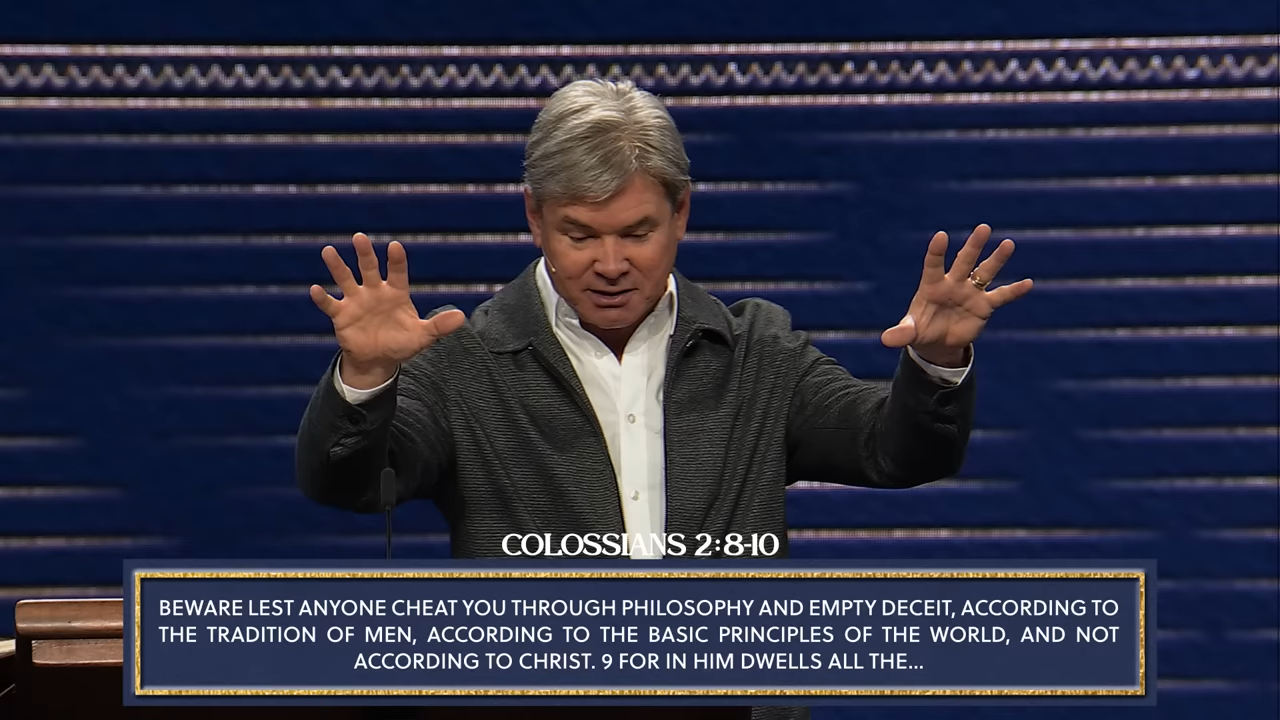 COLOSSIANS 2:8-10
BEWARE LEST ANYONE CHEAT YOU THROUGH PHILOSOPHY AND EMPTY DECEIT, ACCORDING TO
THE TRADITION OF MEN, ACCORDING TO THE BASIC PRINCIPLES OF THE WORLD, AND NOT
ACCORDING TO CHRIST. 9 FOR IN HIM DWELLS ALL THE...